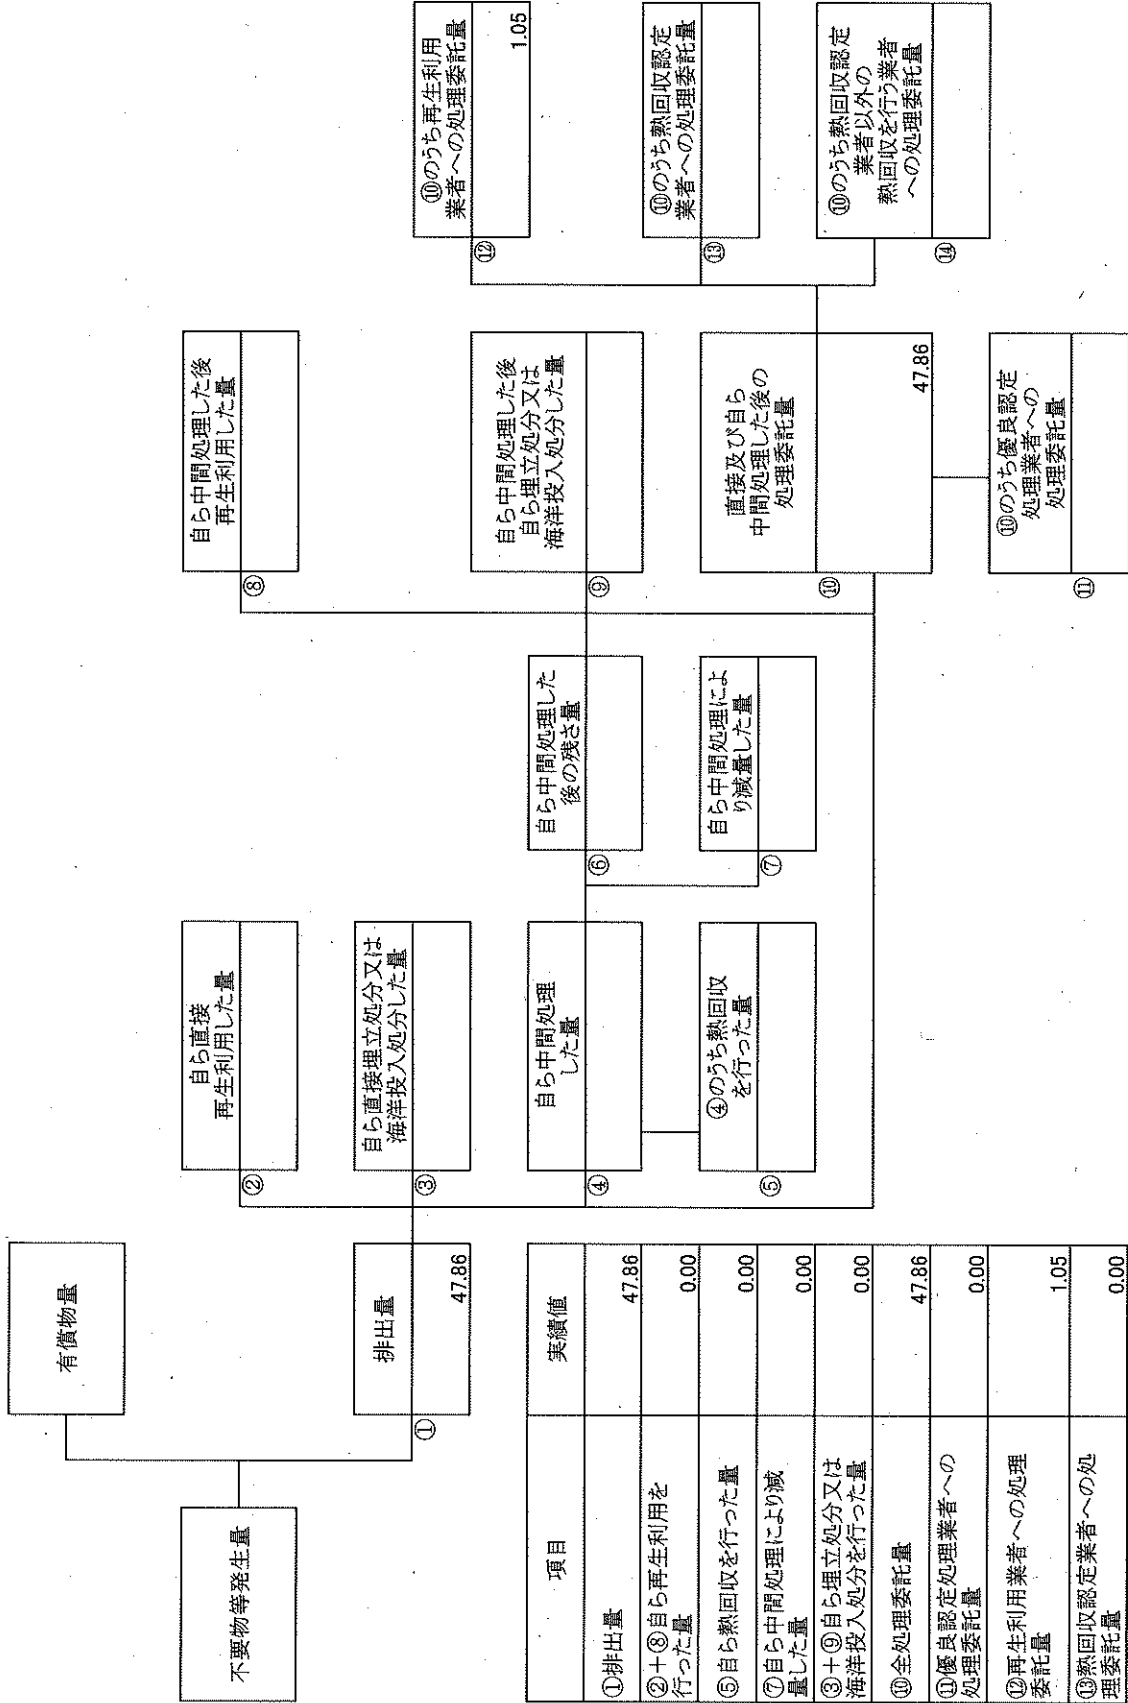 不要物等発生量
有償物量
排出量
①
47.86
②
自ら直接
再生利用した量
③
自ら直接埋立処分又は
海洋投入処分した量
④
自ら中間処理
した量
⑤
④のうち熱回収
を行った量
⑥
自ら中間処理した
後の残さ量
⑦
自ら中間処理によ
り減量した量
⑧
自ら中間処理した後
再生利用した量
⑨
自ら中間処理した後
自ら埋立処分又は
海洋投入処分した量
⑩
直接及び自ら
中間処理した後の
処理委託量
47.86
⑪
⑩のうち優良認定
処理業者への
処理委託量
⑫
⑩のうち再生利用
業者への処理委託量
1.05
⑬
⑩のうち熱回収認定
業者への処理委託量
⑭
⑩のうち熱回収認定
業者以外の
熱回収を行う業者
への処理委託量
項目 実績値
①排出量 47.86
②+⑧自ら再生利用を
行った量 0.00
⑤自ら熱回収を行った量 0.00
⑦自ら中間処理により減
量した量 0.00
③+⑨自ら埋立処分又は
海洋投入処分を行った量 0.00
⑩全処理委託量 47.86
⑪優良認定処理業者への
処理委託量 0.00
⑫再生利用業者への処理
委託量 1.05
⑬熱回収認定業者への処
理委託量 0.00